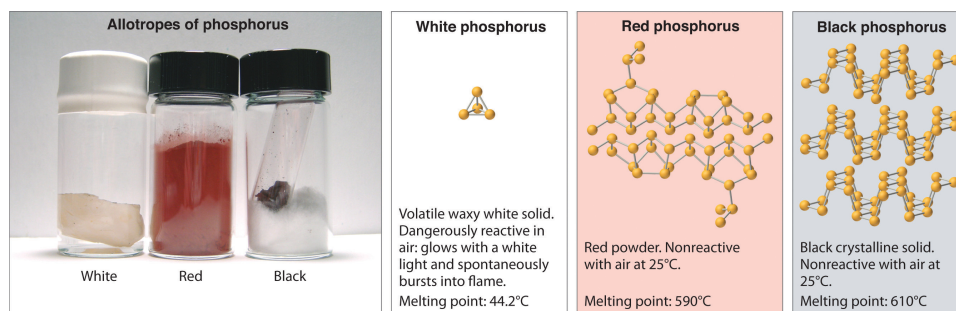 Allotropes of phosphorus
White
Red
Black
White phosphorus
Volatile waxy white solid.
Dangerously reactive in
air: glows with a white
light and spontaneously
bursts into flame.
Melting point: 44.2°C
Red phosphorus
Red powder. Nonreactive
with air at 25°C.
Melting point: 590°C
Black phosphorus
Black crystalline solid.
Nonreactive with air at
25°C.
Melting point: 610°C